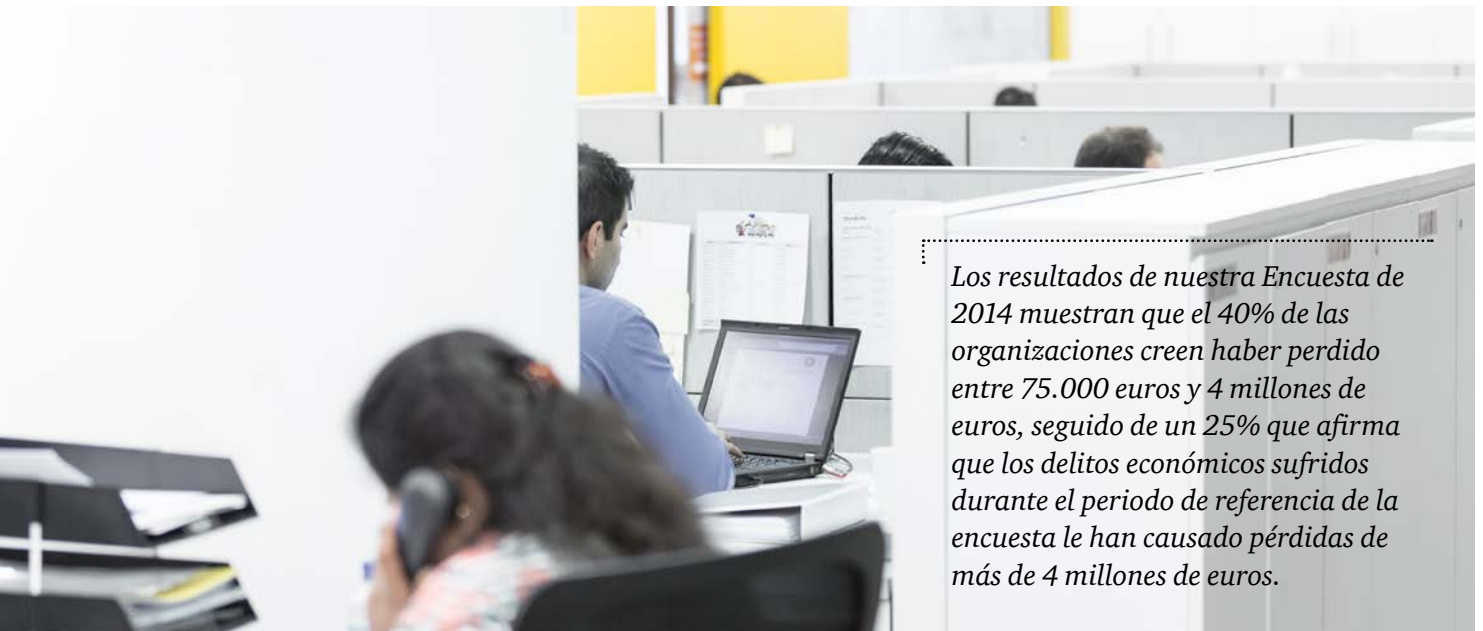 Los resultados de nuestra Encuesta de
2014 muestran que el 40% de las
organizaciones creen haber perdido
entre 75.000 euros y 4 millones de
euros, seguido de un 25% que afirma
que los delitos económicos sufridos
durante el periodo de referencia de la
encuesta le han causado pérdidas de
más de 4 millones de euros.